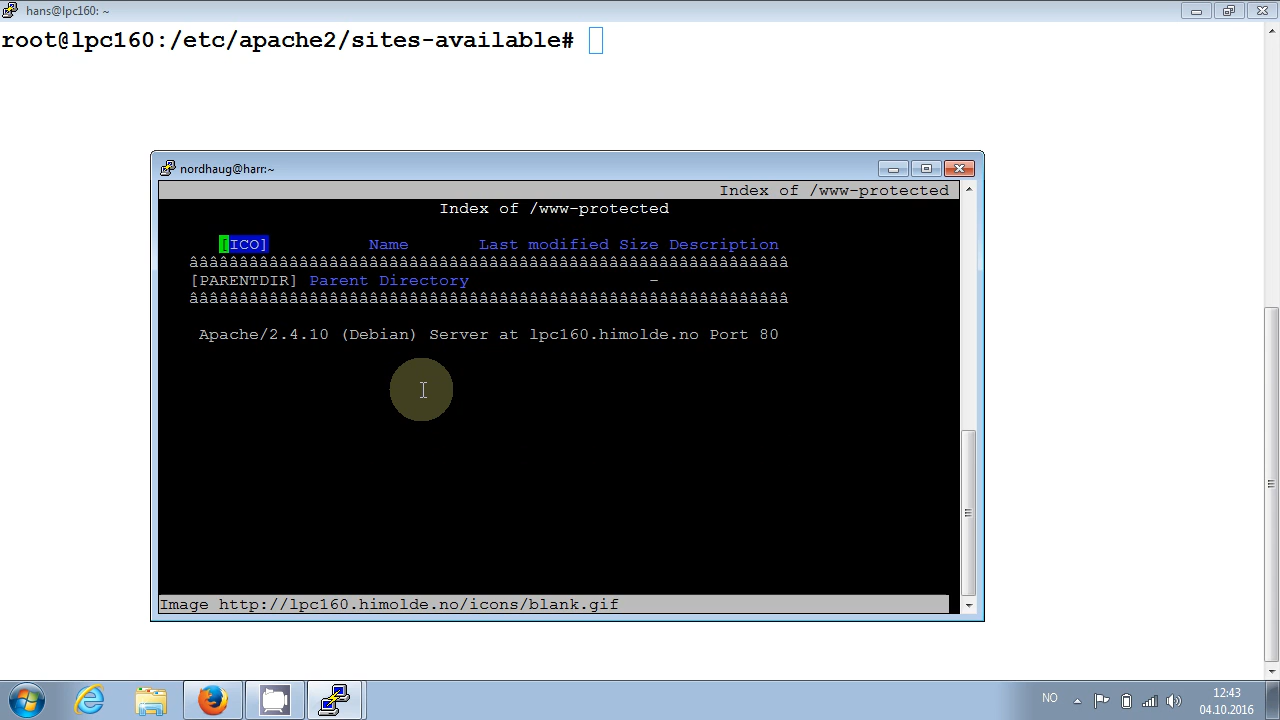 hans@lpc160: ~
root@lpc160:/etc/apache2/sites-available#
nordhaug@harr:~
Index of /www-protected
Index of /www-protected
[ICO] Name Last modified Size Description
âââââââââââââââââââââââââââââââââââââââââââââââââââââââââââââ
[PARENTDIR] Parent Directory -
âââââââââââââââââââââââââââââââââââââââââââââââââââââââââââââ
Apache/2.4.10 (Debian) Server at lpc160.himolde.no Port 80
Image http://lpc160.himolde.no/icons/blank.gif
NO
12:43
04.10.2016